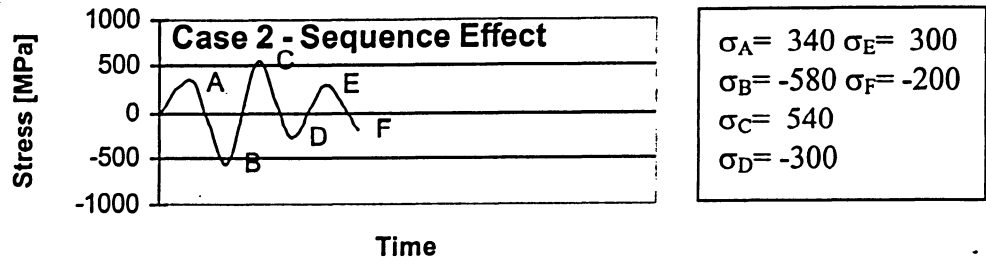 Case 2 - Sequence Effect
Stress [MPa]
1000
500
0
-500
-1000
A
B
C
D
E
F
Time
σA= 340 σE= 300
σB= -580 σF= -200
σC= 540
σD= -300